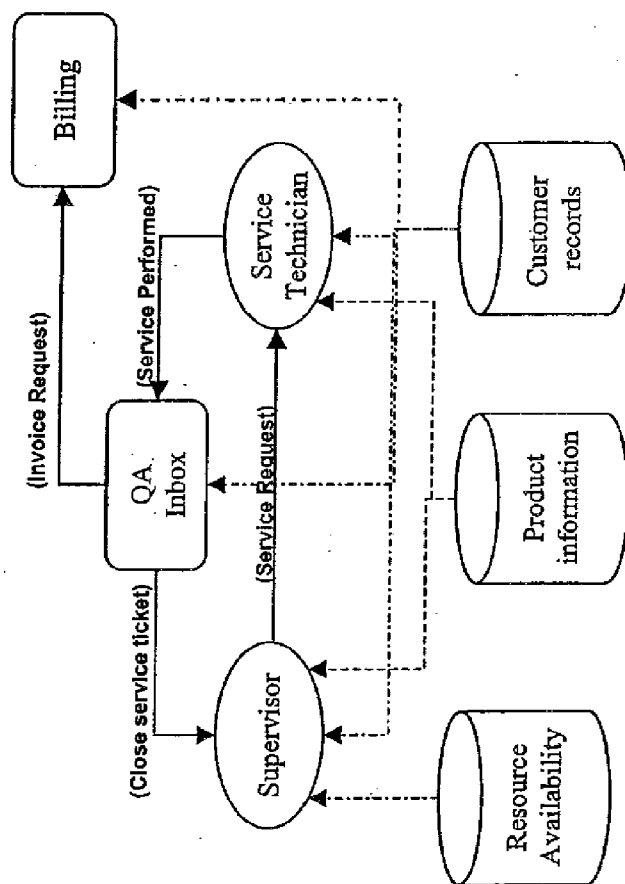 Billing
(Invoice Request)
(Service Performed)
QA
Inbox
Service
Technician
(Close service ticket)
(Service Request)
Supervisor
Resource
Availability
Product
information
Customer
records